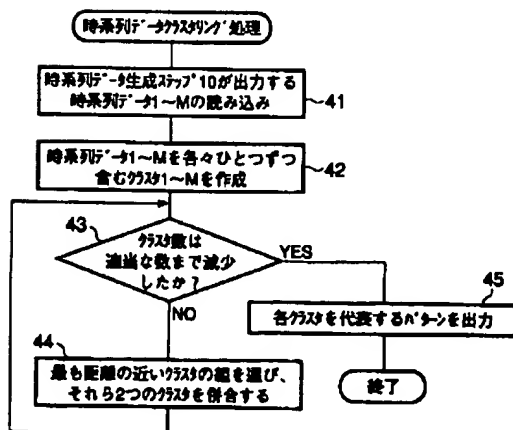 時系列ﾃﾞｰﾀｸﾗｽﾀﾘﾝｸﾞ処理
時系列ﾃﾞｰﾀ生成ｽﾃｯﾌﾟ10が出力する
時系列ﾃﾞｰﾀ1~Mの読み込み
41
時系列ﾃﾞｰﾀ1~Mを各々ひとつずつ
含むｸﾗｽﾀ1~Mを作成
42
43
ｸﾗｽﾀ数は
適当な数まで減少
したか?
YES
NO
45
各ｸﾗｽﾀを代表するﾊﾟﾀｰﾝを出力
44
最も距離の近いｸﾗｽﾀの組を選び、
それら2つのｸﾗｽﾀを併合する
終了